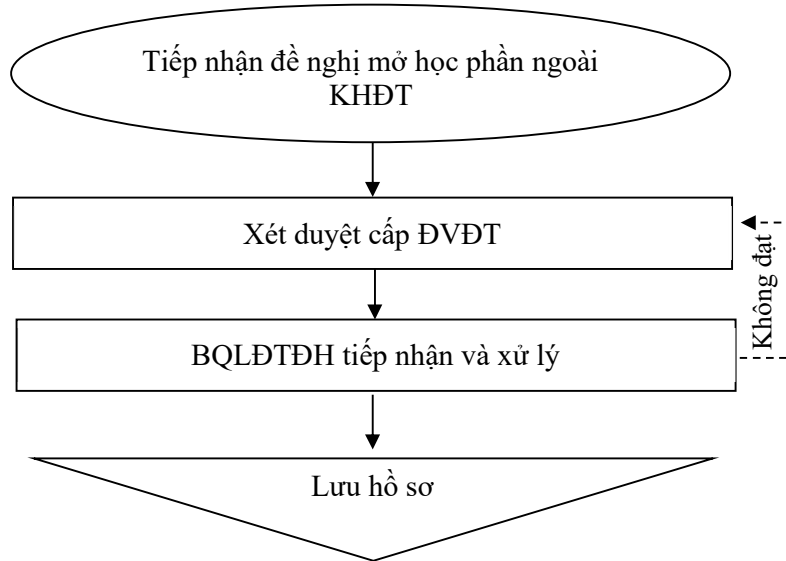 Tiếp nhận đề nghị mở học phần ngoài
KHĐT
Xét duyệt cấp ĐVĐT
Không đạt
BQLĐTĐH tiếp nhận và xử lý
Lưu hồ sơ